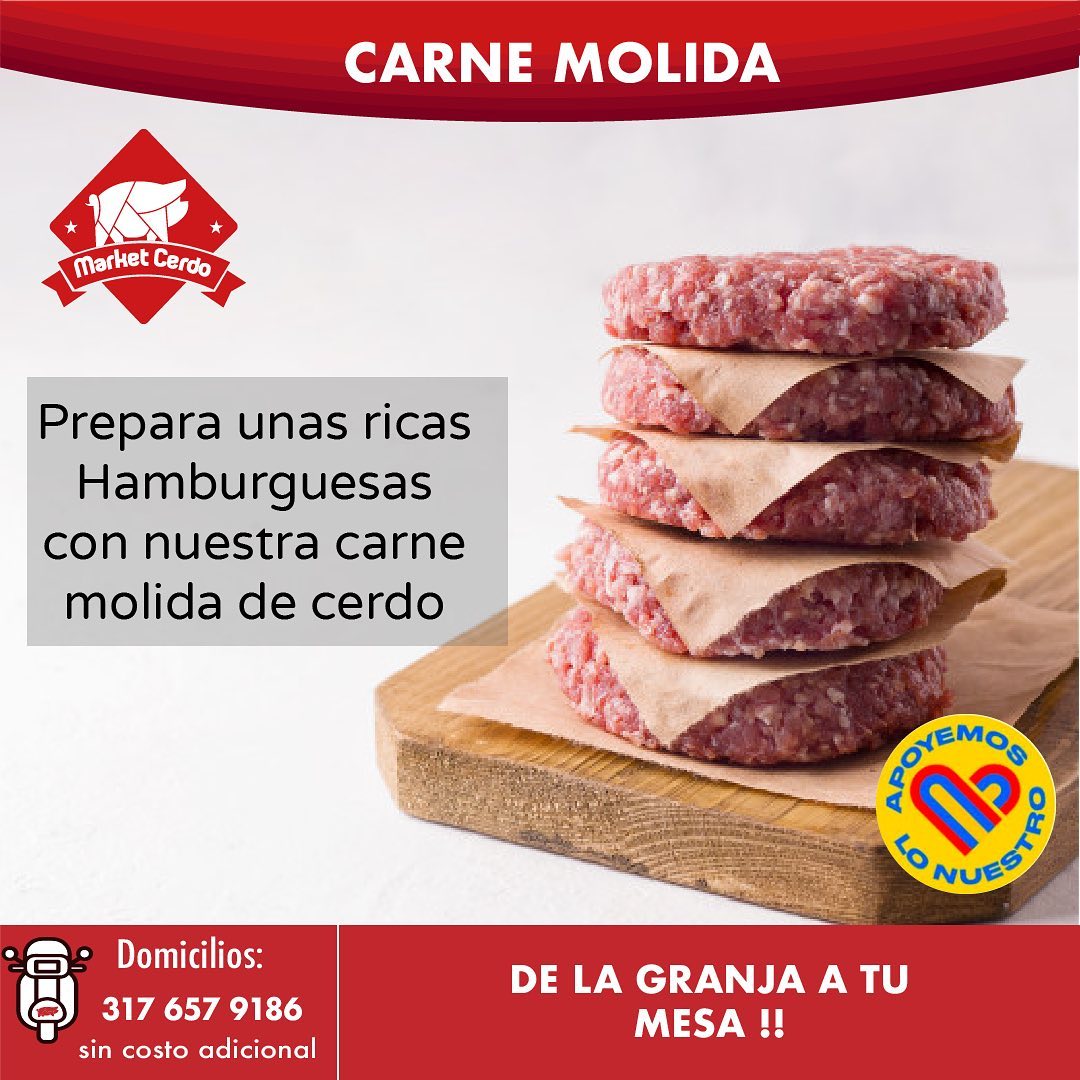 CARNE MOLIDA
Market Cerdo
Prepara unas ricas
Hamburguesas
con nuestra carne
molida de cerdo
APOYEMOS
LO NUESTRO
Domicilios:
317 657 9186
sin costo adicional
DE LA GRANJA A TU
MESA !!